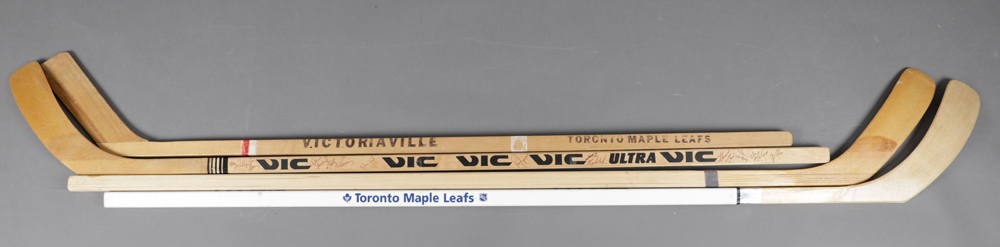 VICTORIAVILLE TORONTO MAPLE LEAFS
VIC VIC VIC VIC ULTRA VIC
Toronto Maple Leafs